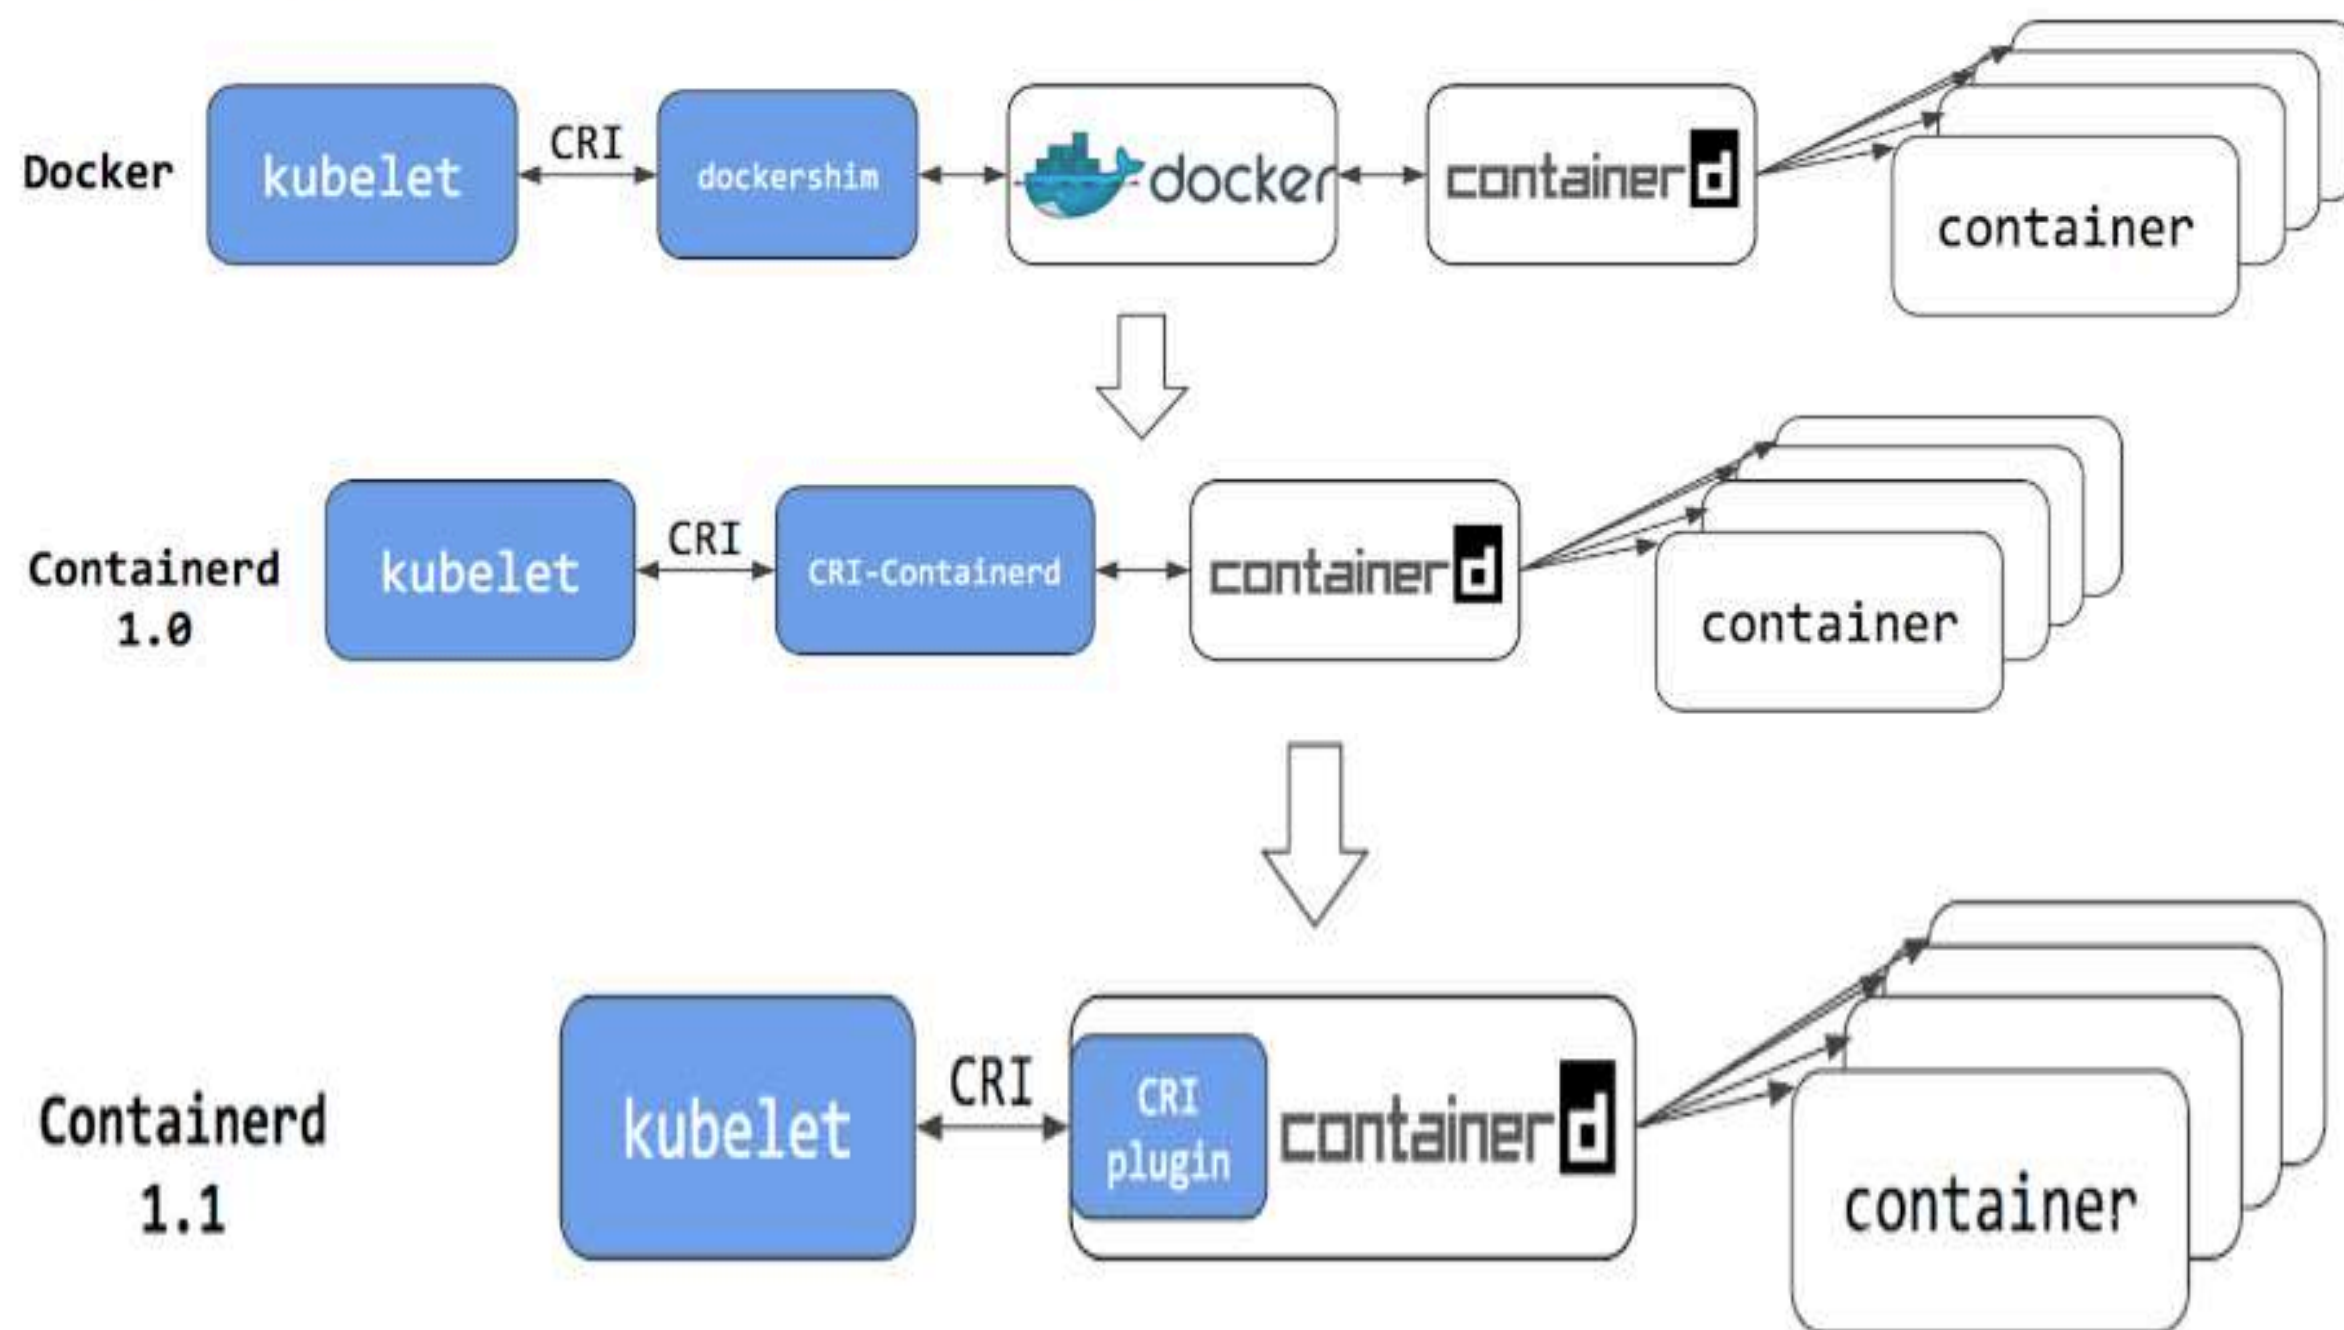 Docker
kubelet
CRI
dockershim
docker
containerd
container
Containerd
1.0
kubelet
CRI
CRI-Containerd
containerd
container
Containerd
1.1
kubelet
CRI
CRI
plugin
containerd
container